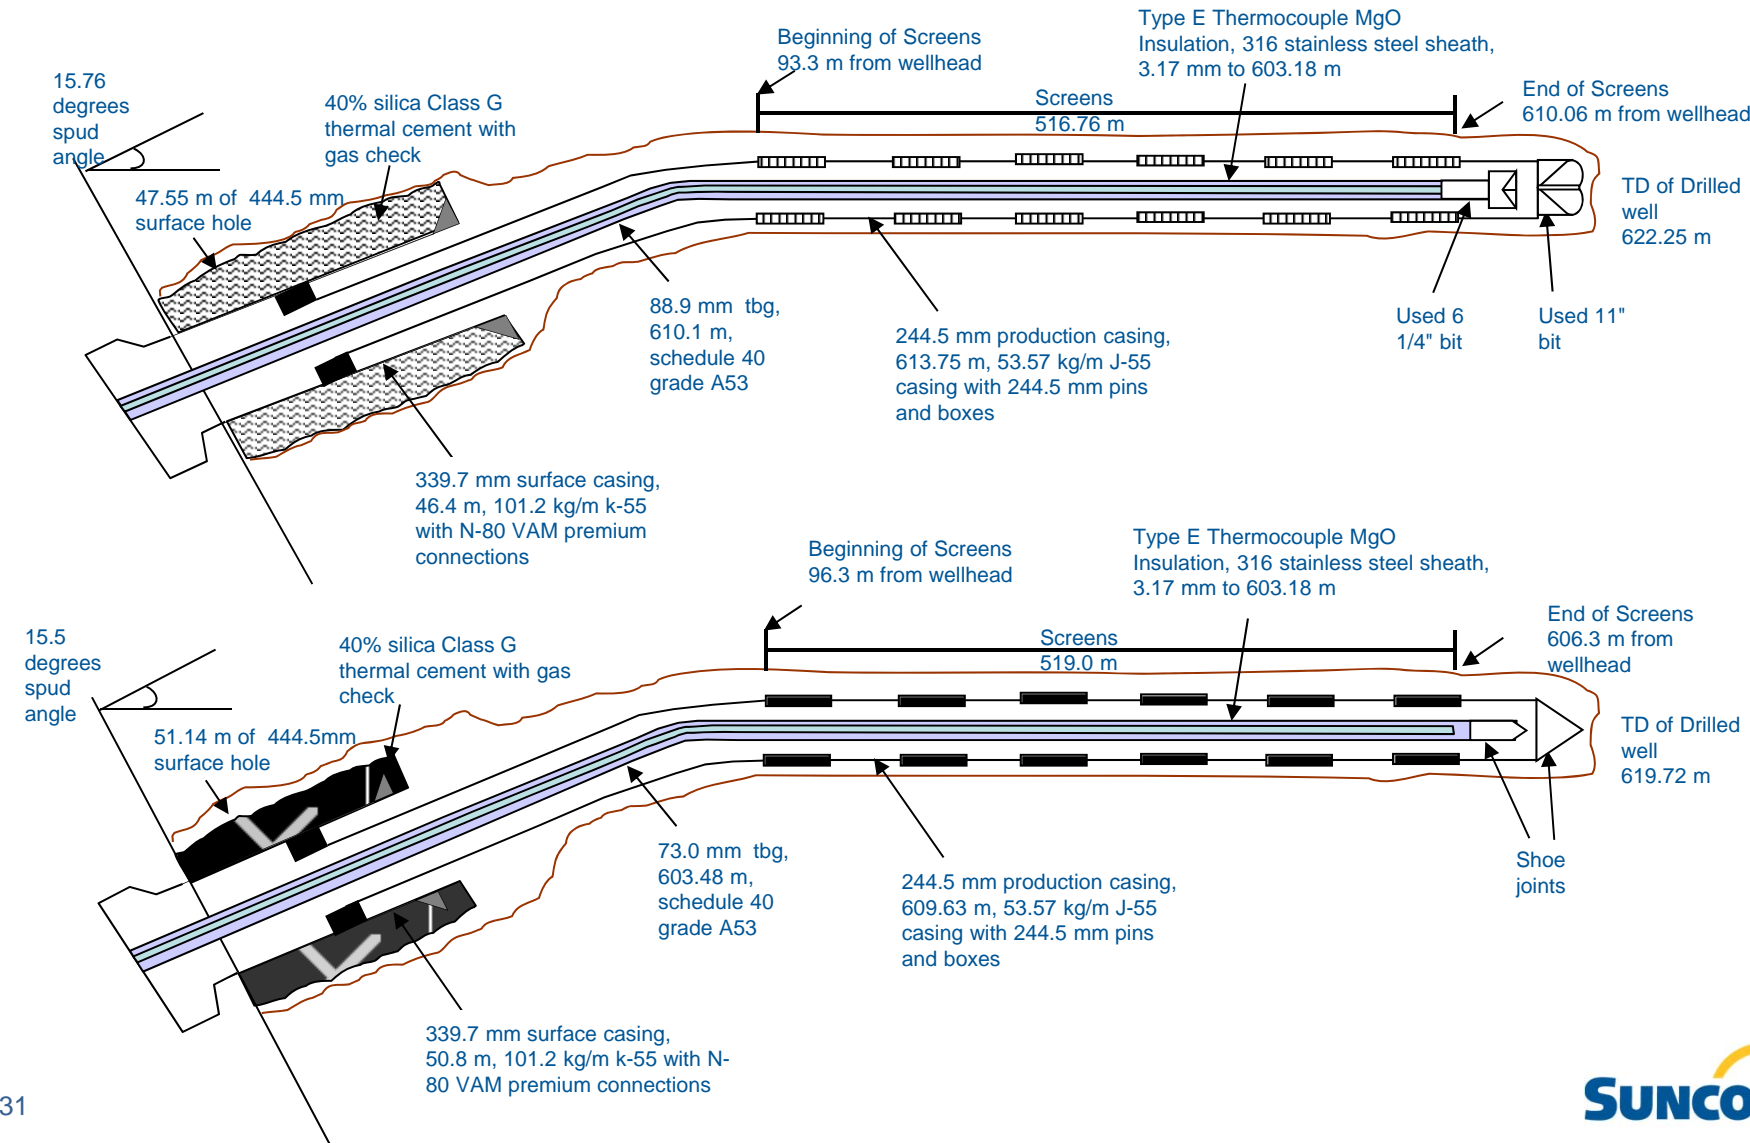 Type E Thermocouple MgO
Insulation, 316 stainless steel sheath,
3.17 mm to 603.18 m
Beginning of Screens
93.3 m from wellhead
15.76
degrees
spud
angle
40% silica Class G
thermal cement with
gas check
Screens
516.76 m
End of Screens
610.06 m from wellhead
47.55 m of 444.5 mm
surface hole
TD of Drilled
well
622.25 m
88.9 mm tbg,
610.1 m,
schedule 40
grade A53
244.5 mm production casing,
613.75 m, 53.57 kg/m J-55
casing with 244.5 mm pins
and boxes
Used 6
1/4" bit
Used 11"
bit
339.7 mm surface casing,
46.4 m, 101.2 kg/m k-55
with N-80 VAM premium
connections
Beginning of Screens
96.3 m from wellhead
Type E Thermocouple MgO
Insulation, 316 stainless steel sheath,
3.17 mm to 603.18 m
15.5
degrees
spud
angle
40% silica Class G
thermal cement with gas
check
Screens
519.0 m
End of Screens
606.3 m from
wellhead
51.14 m of 444.5mm
surface hole
TD of Drilled
well
619.72 m
73.0 mm tbg,
603.48 m,
schedule 40
grade A53
244.5 mm production casing,
609.63 m, 53.57 kg/m J-55
casing with 244.5 mm pins
and boxes
Shoe
joints
339.7 mm surface casing,
50.8 m, 101.2 kg/m k-55 with N-
80 VAM premium connections
31
SUNCO